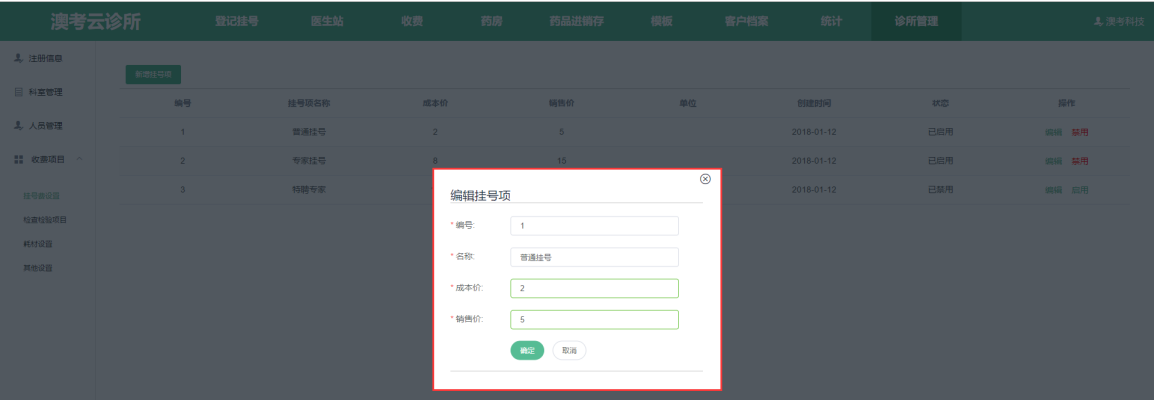 澳考云诊所 登记挂号 医生站 收费 药房 药品进销存 模板 客户档案 统计 诊所管理 澳考科技
注册信息
科室管理
人员管理
收费项目
挂号费设置
检查检验项目
耗材设置
其他设置
新增挂号项
编号 挂号项名称 成本价 销售价 单位 创建时间 状态 操作
1 普通挂号 2 5 2018-01-12 已启用 编辑 禁用
2 专家挂号 8 15 2018-01-12 已启用 编辑 禁用
3 特聘专家 2018-01-12 已禁用 编辑 启用
编辑挂号项
* 编号: 1
* 名称: 普通挂号
* 成本价: 2
* 销售价: 5
确定 取消